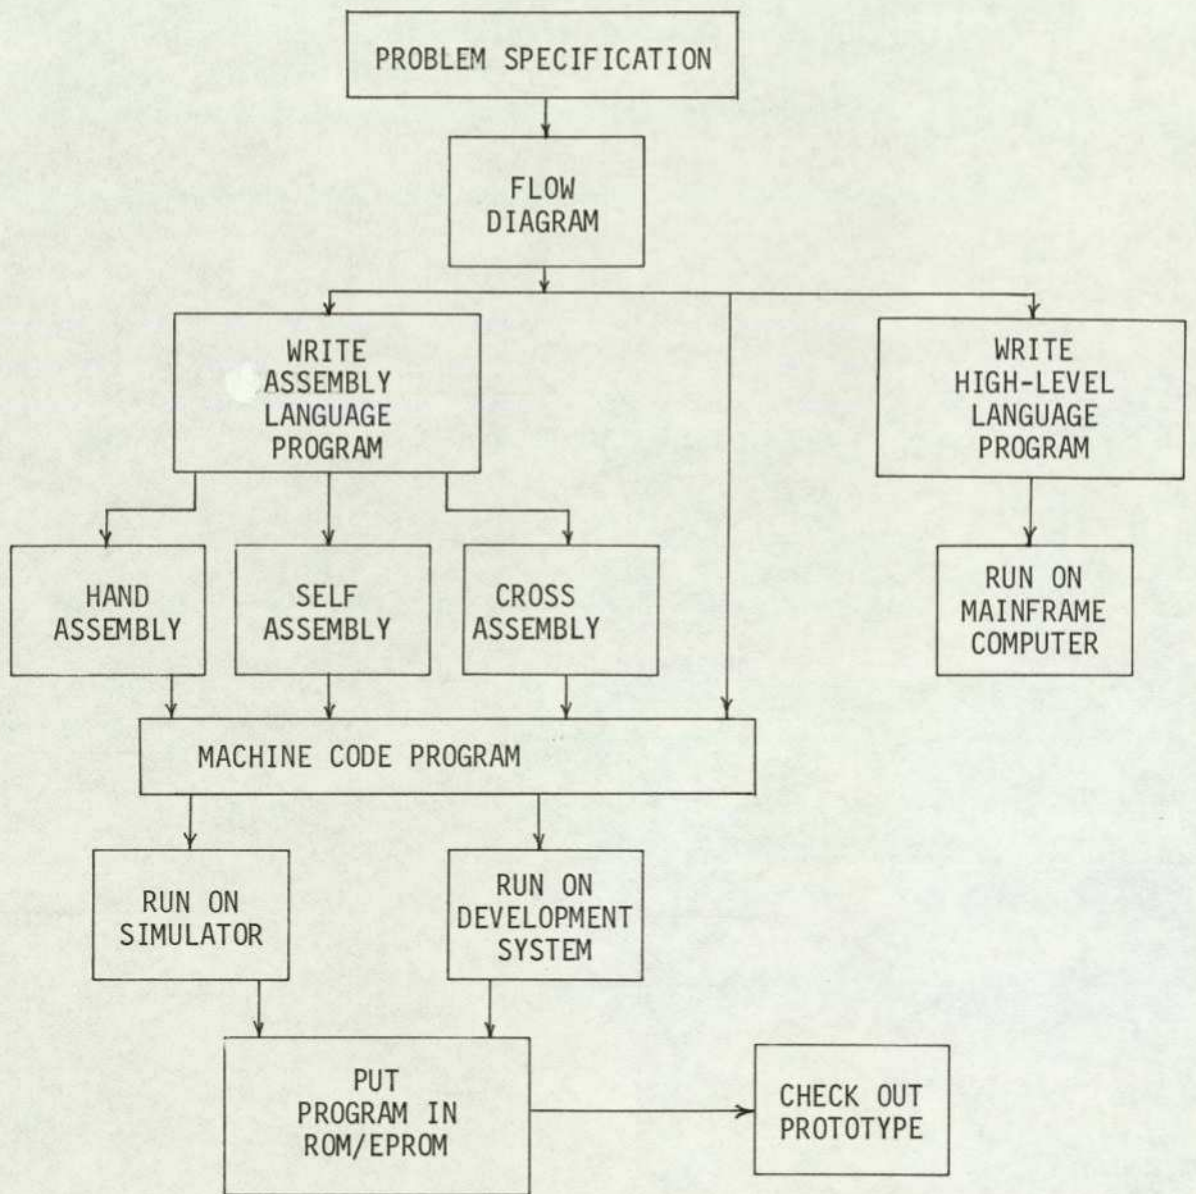 PROBLEM SPECIFICATION
FLOW
DIAGRAM
WRITE
ASSEMBLY
LANGUAGE
PROGRAM
WRITE
HIGH-LEVEL
LANGUAGE
PROGRAM
HAND
ASSEMBLY
SELF
ASSEMBLY
CROSS
ASSEMBLY
RUN ON
MAINFRAME
COMPUTER
MACHINE CODE PROGRAM
RUN ON
SIMULATOR
RUN ON
DEVELOPMENT
SYSTEM
PUT
PROGRAM IN
ROM/EPROM
CHECK OUT
PROTOTYPE